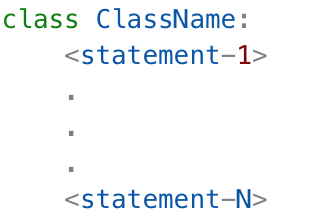 class ClassName:
    <statement-1>
    .
    .
    .
    <statement-N>